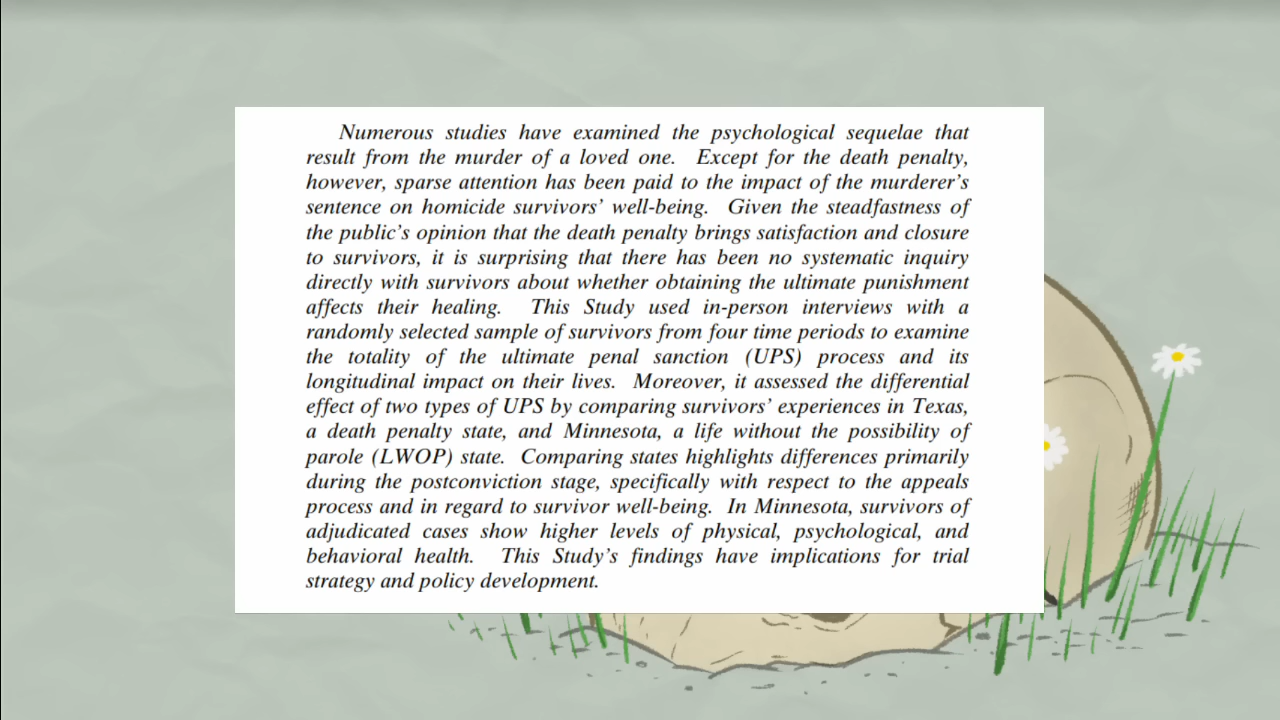 Numerous studies have examined the psychological sequelae that
result from the murder of a loved one. Except for the death penalty,
however, sparse attention has been paid to the impact of the murderer's
sentence on homicide survivors' well-being. Given the steadfastness of
the public's opinion that the death penalty brings satisfaction and closure
to survivors, it is surprising that there has been no systematic inquiry
directly with survivors about whether obtaining the ultimate punishment
affects their healing. This Study used in-person interviews with a
randomly selected sample of survivors from four time periods to examine
the totality of the ultimate penal sanction (UPS) process and its
longitudinal impact on their lives. Moreover, it assessed the differential
effect of two types of UPS by comparing survivors' experiences in Texas,
a death penalty state, and Minnesota, a life without the possibility of
parole (LWOP) state. Comparing states highlights differences primarily
during the postconviction stage, specifically with respect to the appeals
process and in regard to survivor well-being. In Minnesota, survivors of
adjudicated cases show higher levels of physical, psychological, and
behavioral health. This Study's findings have implications for trial
strategy and policy development.